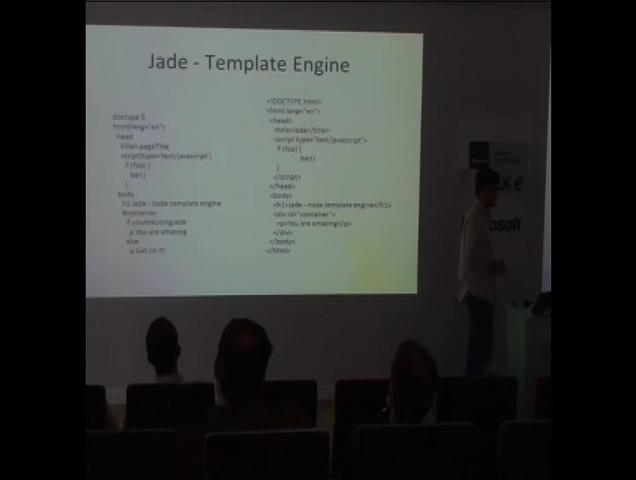 Jade - Template Engine
doctype 5
html(lang="en")
head
title= pageTitle
script(type='text/javascript')
if (foo) {
bar()
}
body
h1 Jade - node template engine
#container
if youAreUsingJade
p You are amazing
else
p Get on it!
<!DOCTYPE html>
<html lang="en">
<head>
<title>Jade</title>
<script type="text/javascript">
if (foo) {
bar()
}
</script>
</head>
<body>
<h1>Jade - node template engine</h1>
<div id="container">
<p>You are amazing</p>
</div>
</body>
</html>